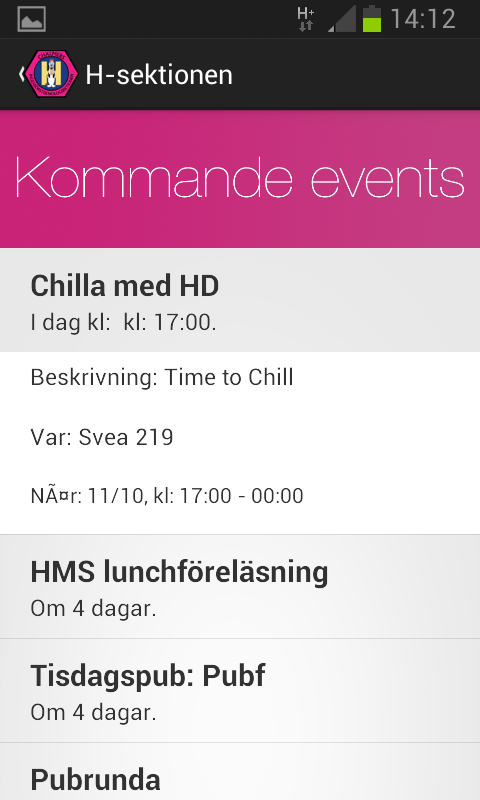 H+ 14:12
H-sektionen
Kommande events
Chilla med HD
I dag kl:  kl: 17:00.
Beskrivning: Time to Chill
Var: Svea 219
NÃ¤r: 11/10, kl: 17:00 - 00:00
HMS lunchföreläsning
Om 4 dagar.
Tisdagspub: Pubf
Om 4 dagar.
Pubrunda